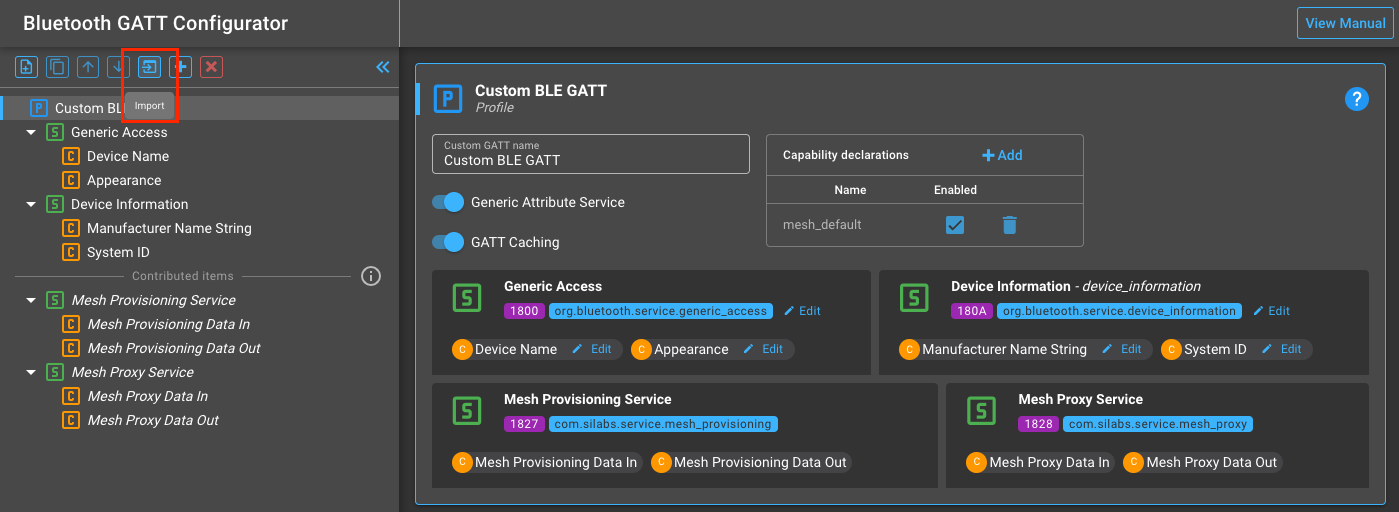 Bluetooth GATT Configurator
View Manual
Import
P Custom BL
S Generic Access
C Device Name
C Appearance
S Device Information
C Manufacturer Name String
C System ID
Contributed items
S Mesh Provisioning Service
C Mesh Provisioning Data In
C Mesh Provisioning Data Out
S Mesh Proxy Service
C Mesh Proxy Data In
C Mesh Proxy Data Out
P Custom BLE GATT
Profile
?
Custom GATT name
Custom BLE GATT
Generic Attribute Service
GATT Caching
Capability declarations + Add
Name Enabled
mesh_default
S Generic Access
1800 org.bluetooth.service.generic_access Edit
C Device Name Edit C Appearance Edit
S Device Information - device_information
180A org.bluetooth.service.device_information Edit
C Manufacturer Name String Edit C System ID Edit
S Mesh Provisioning Service
1827 com.silabs.service.mesh_provisioning
C Mesh Provisioning Data In C Mesh Provisioning Data Out
S Mesh Proxy Service
1828 com.silabs.service.mesh_proxy
C Mesh Proxy Data In C Mesh Proxy Data Out